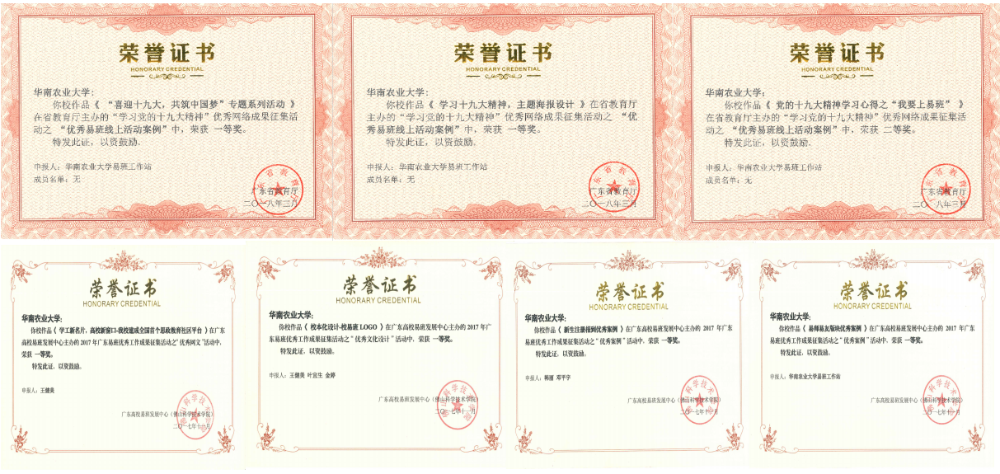 荣誉证书
HONORARY CREDENTIAL
华南农业大学:
你校作品《 “喜迎十九大，共筑中国梦”专题系列活动 》
在省教育厅主办的“学习党的十九大精神”优秀网络成果征集活
动之 “优秀易班线上活动案例”中，荣获 一等奖。
特发此证，以资鼓励.
申报人：华南农业大学易班工作站
成员名单：无
广东省教育厅
二〇一八年三月
荣誉证书
HONORARY CREDENTIAL
华南农业大学:
你校作品《 学习十九大精神，主题海报设计 》在省教育厅
主办的“学习党的十九大精神”优秀网络成果征集活动之 “优
秀易班线上活动案例”中，荣获 一等奖。
特发此证，以资鼓励.
申报人：华南农业大学易班工作站
成员名单：无
广东省教育厅
二〇一八年三月
荣誉证书
HONORARY CREDENTIAL
华南农业大学:
你校作品《 党的十九大精神学习心得之“我要上易班” 》
在省教育厅主办的“学习党的十九大精神”优秀网络成果征集活
动之 “优秀易班线上活动案例”中，荣获 二等奖。
特发此证，以资鼓励.
申报人：华南农业大学易班工作站
成员名单：无
广东省教育厅
二〇一八年三月
荣誉证书
HONORARY CREDENTIAL
华南农业大学:
你校作品《 学工新名片，高校新窗口-我校建成全国首个思政教育社区平台 》在广东
高校易班发展中心主办的 2017 年广东易班优秀工作成果征集活动之“优秀网文”活动中，
荣获 一等奖。
特发此证，以资鼓励。
申报人：王健美
广东高校易班发展中心（佛山科学技术学院）
二〇一七年十一月
荣誉证书
HONORARY CREDENTIAL
华南农业大学:
你校作品《 校本化设计-校易班 LOGO 》在广东高校易班发展中心主办的 2017 年广
东易班优秀工作成果征集活动之“优秀文化设计”活动中，荣获 一等奖。
特发此证，以资鼓励。
申报人：王健美 叶宜生 金婷
广东高校易班发展中心（佛山科学技术学院）
二〇一七年十一月
荣誉证书
HONORARY CREDENTIAL
华南农业大学:
你校作品《 新生注册报到优秀案例 》在广东高校易班发展中心主办的 2017 年广东
易班优秀工作成果征集活动之“优秀案例”活动中，荣获 一等奖。
特发此证，以资鼓励。
申报人：韩丽 邓平宇
广东高校易班发展中心（佛山科学技术学院）
二〇一七年十一月
荣誉证书
HONORARY CREDENTIAL
华南农业大学:
你校作品《 易师易友版块优秀案例 》在广东高校易班发展中心主办的 2017 年广东
易班优秀工作成果征集活动之“优秀案例”活动中，荣获 一等奖。
特发此证，以资鼓励。
申报人：华南农业大学易班工作站
广东高校易班发展中心（佛山科学技术学院）
二〇一七年十一月